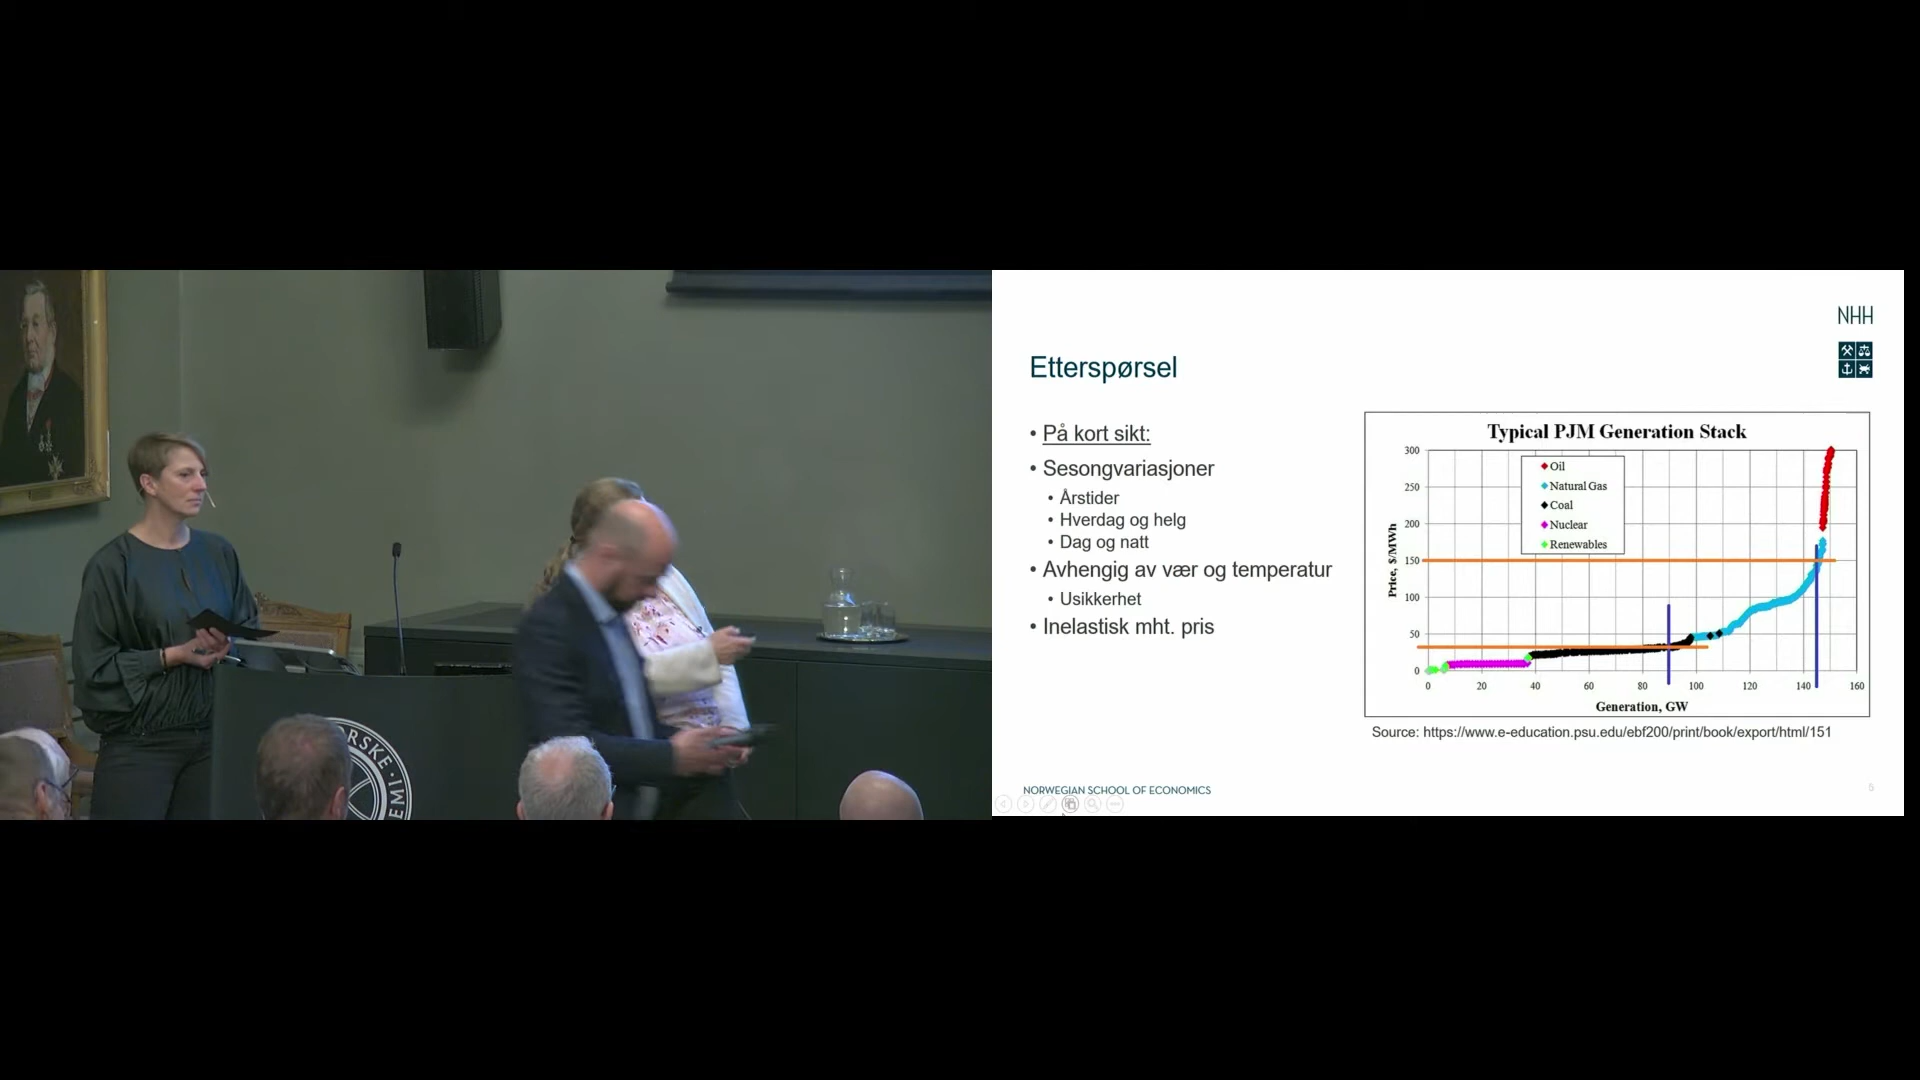 NHH
Etterspørsel
• På kort sikt:
• Sesongvariasjoner
• Årstider
• Hverdag og helg
• Dag og natt
• Avhengig av vær og temperatur
• Usikkerhet
• Inelastisk mht. pris
Typical PJM Generation Stack
Oil
Natural Gas
Coal
Nuclear
Renewables
Price, $/MWh
300
250
200
150
100
50
0
0 20 40 60 80 100 120 140 160
Generation, GW
Source: https://www.e-education.psu.edu/ebf200/print/book/export/html/151
NORWEGIAN SCHOOL OF ECONOMICS
5